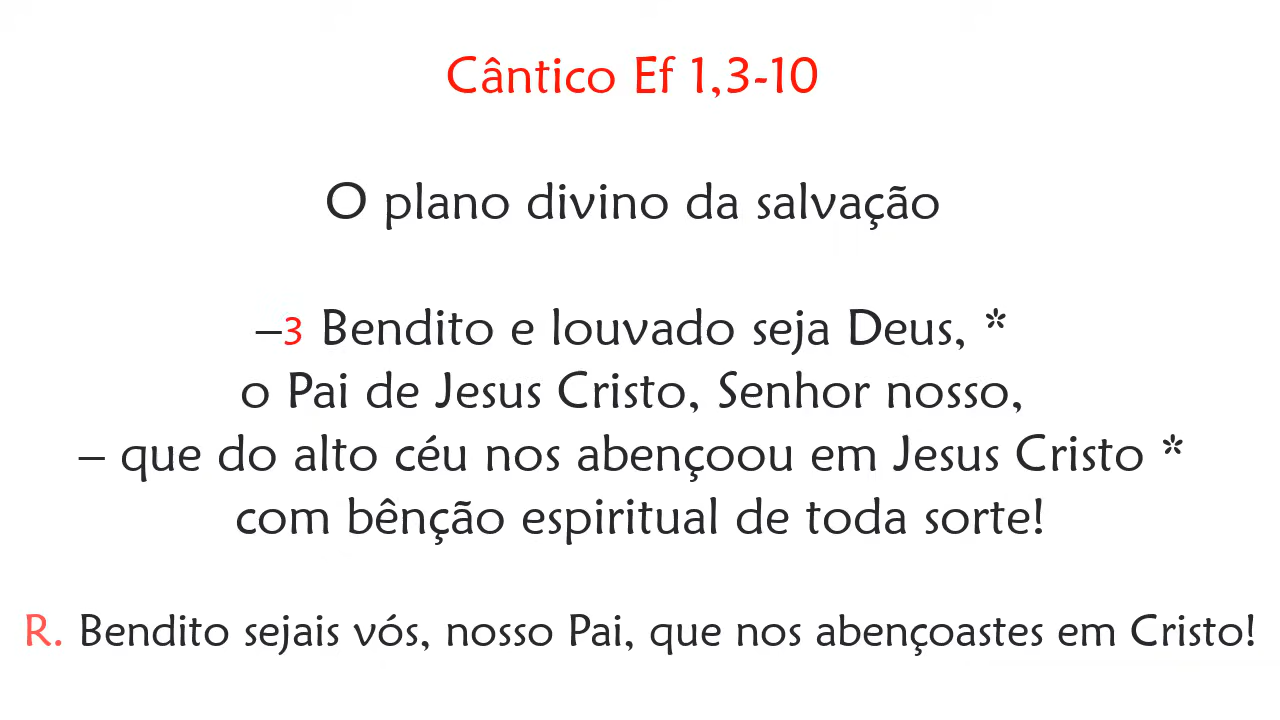 Cântico Ef 1,3-10
O plano divino da salvação
–3 Bendito e louvado seja Deus, *
o Pai de Jesus Cristo, Senhor nosso,
– que do alto céu nos abençoou em Jesus Cristo *
com bênção espiritual de toda sorte!
R. Bendito sejais vós, nosso Pai, que nos abençoastes em Cristo!